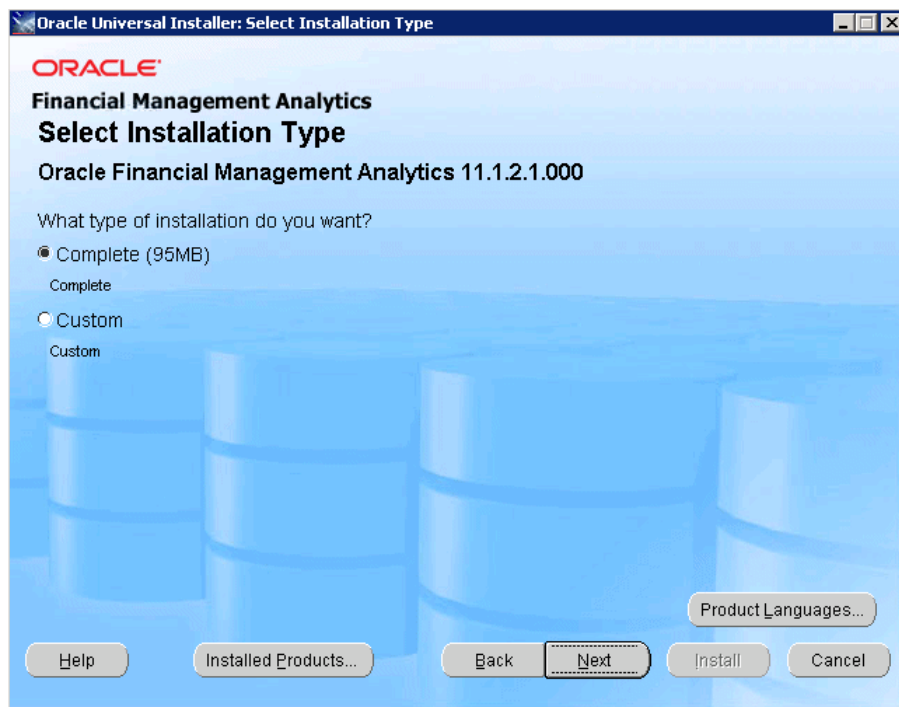 Oracle Universal Installer: Select Installation Type
ORACLE
Financial Management Analytics
Select Installation Type
Oracle Financial Management Analytics 11.1.2.1.000
What type of installation do you want?
Complete (95MB)
Complete
Custom
Custom
Product Languages...
Help
Installed Products...
Back
Next
Install
Cancel